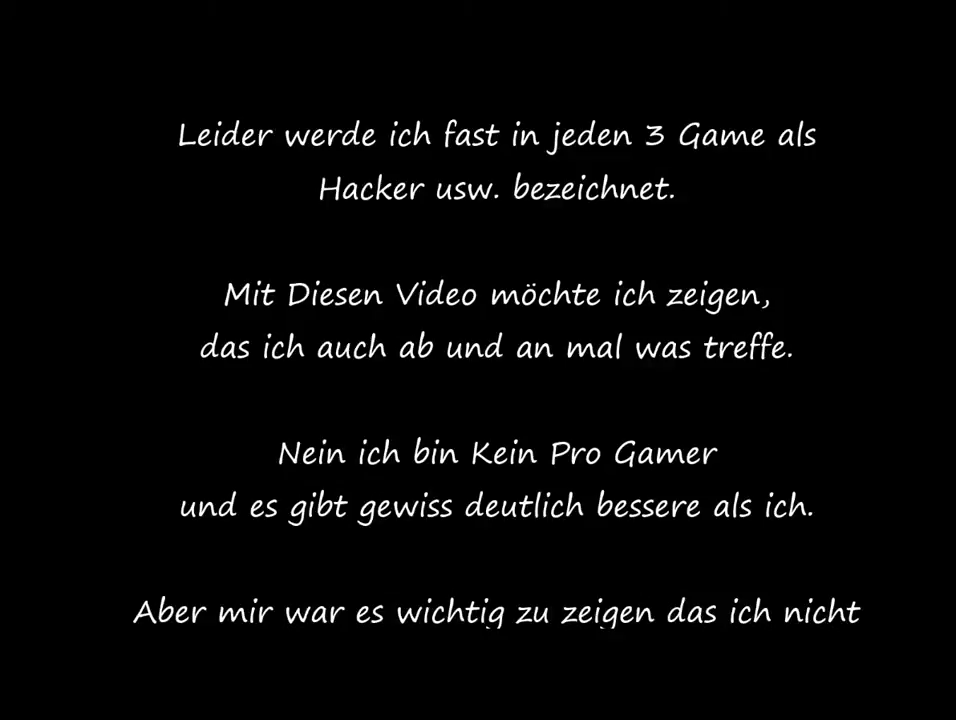 Leider werde ich fast in jeden 3 Game als
Hacker usw. bezeichnet.
Mit Diesen Video möchte ich zeigen,
das ich auch ab und an mal was treffe.
Nein ich bin Kein Pro Gamer
und es gibt gewiss deutlich bessere als ich.
Aber mir war es wichtig zu zeigen das ich nicht